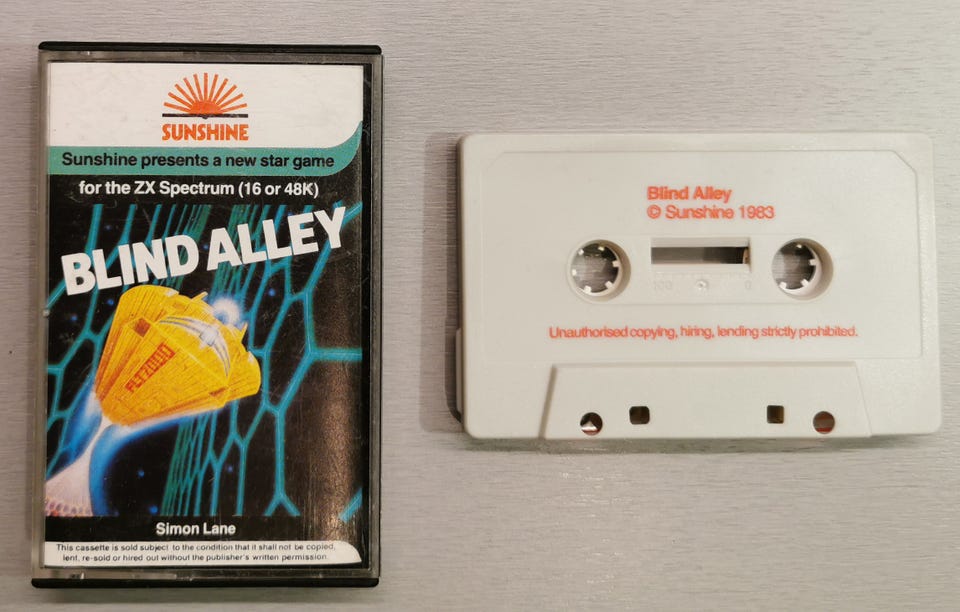 SUNSHINE
Sunshine presents a new star game
for the ZX Spectrum (16 or 48K)
BLIND ALLEY
Simon Lane
This cassette is sold subject to the condition that it shall not be copied,
lent, re-sold or hired out without the publisher's written permission.
Blind Alley
© Sunshine 1983
100 0
Unauthorised copying, hiring, lending strictly prohibited.